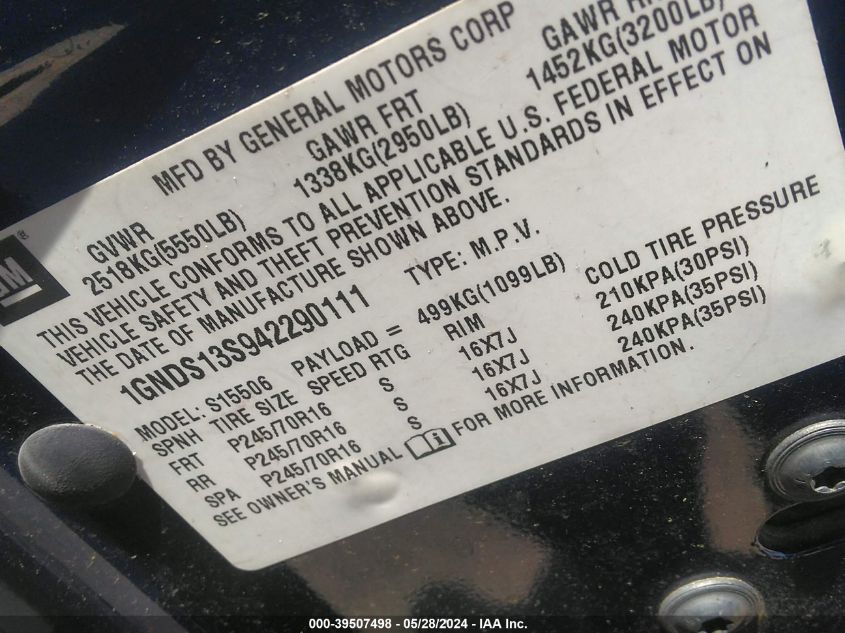 MFD BY GENERAL MOTORS CORP
GVWR GAWR FRT GAWR
2518KG(5550LB) 1338KG(2950LB) 1452KG(3200LB)
THIS VEHICLE CONFORMS TO ALL APPLICABLE U.S. FEDERAL MOTOR
VEHICLE SAFETY AND THEFT PREVENTION STANDARDS IN EFFECT ON
THE DATE OF MANUFACTURE SHOWN ABOVE.
1GNDS13S942290111 TYPE: M.P.V.
MODEL: S15506 PAYLOAD = 499KG(1099LB)
SPNH TIRE SIZE SPEED RTG RIM COLD TIRE PRESSURE
FRT P245/70R16 S 16X7J 210KPA(30PSI)
RR P245/70R16 S 16X7J 240KPA(35PSI)
SPA P245/70R16 S 16X7J 240KPA(35PSI)
SEE OWNER'S MANUAL FOR MORE INFORMATION.
000-39507498 - 05/28/2024 - IAA Inc.